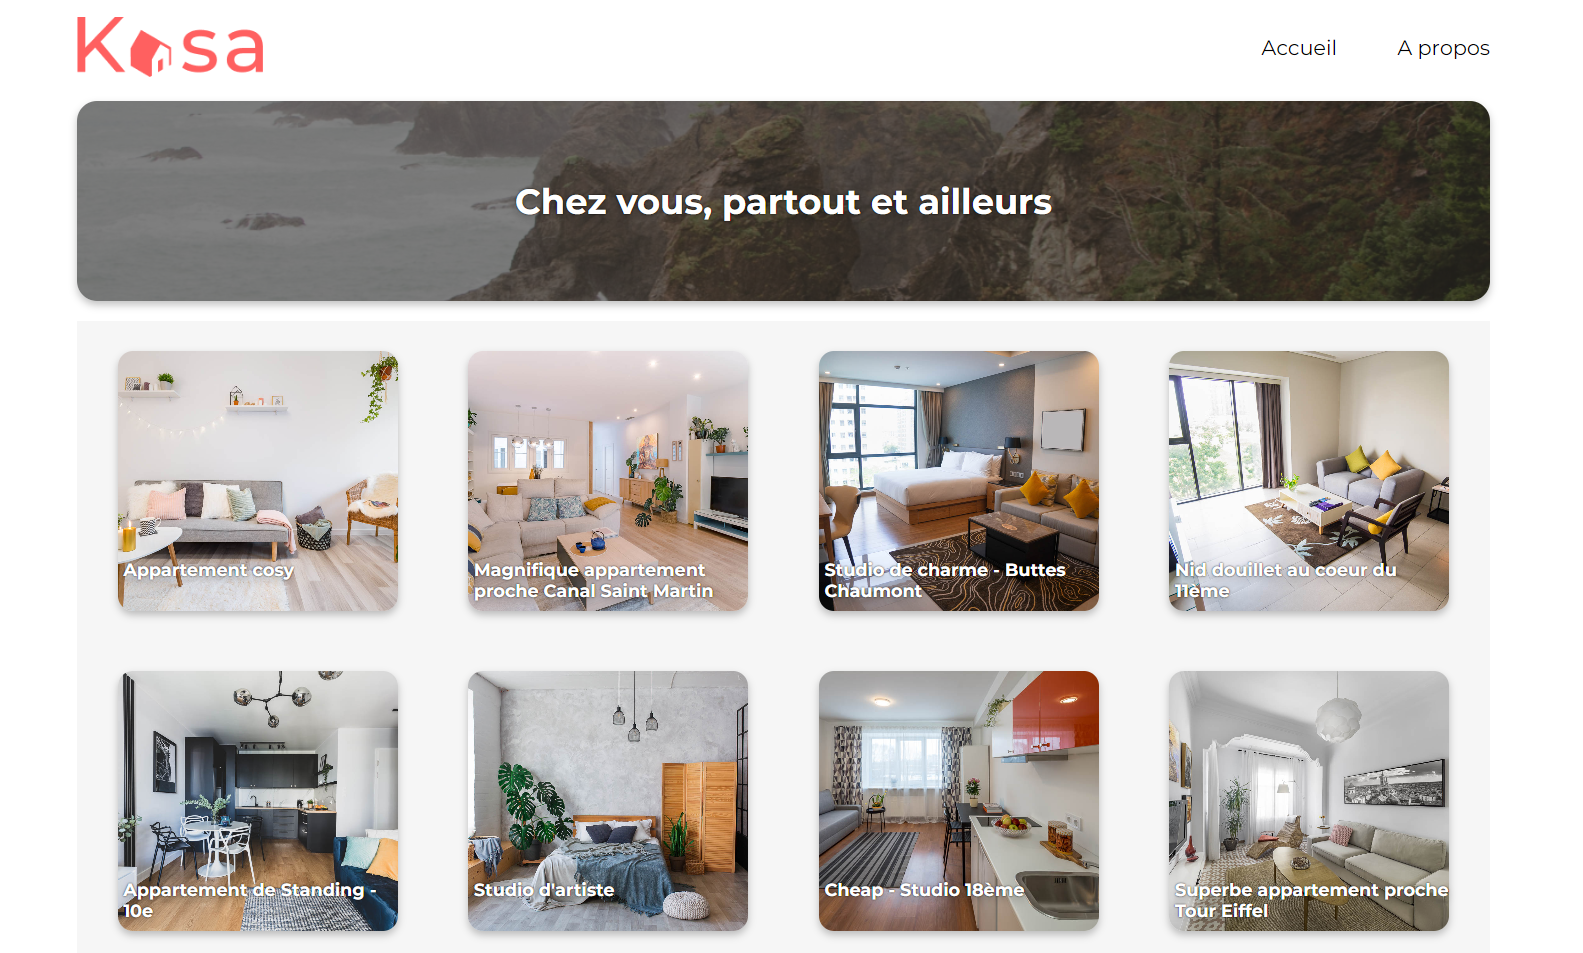 Kasa
Accueil
A propos
Chez vous, partout et ailleurs
Appartement cosy
Magnifique appartement
proche Canal Saint Martin
Studio de charme - Buttes
Chaumont
Nid douillet au coeur du
11ème
Appartement de Standing -
10e
Studio d'artiste
Cheap - Studio 18ème
Superbe appartement proche
Tour Eiffel